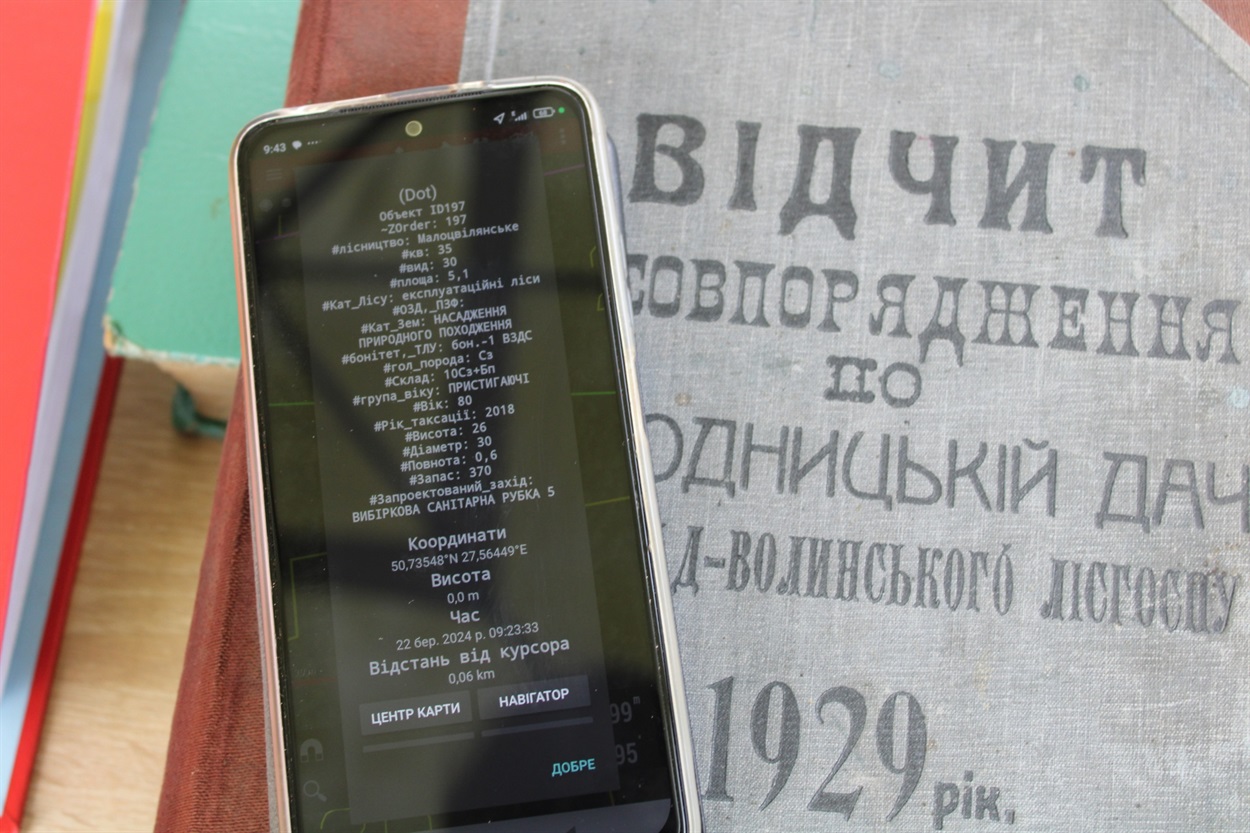 9:43
68
(Dot)
Объект ID197
~ZOrder: 197
#лісництво: Малоцвілянське
#кв: 35
#вид: 30
#площа: 5,1
#Кат_Лісу: експлуатаційні ліси
#ОЗД,_ПЗФ:
#Кат_Зем: НАСАДЖЕННЯ
ПРИРОДНОГО ПОХОДЖЕННЯ
#бонітет,_ТЛУ: бон.-1 ВЗДС
#гол_порода: Сз
#Склад: 10Сз+Бп
#група_віку: ПРИСТИГАЮЧІ
#Вік: 80
#Рік_таксації: 2018
#Висота: 26
#Діаметр: 30
#Повнота: 0,6
#Запас: 370
#Запроектований_захід:
ВИБІРКОВА САНІТАРНА РУБКА 5
Координати
50,73548°N 27,56449°E
Висота
0,0 m
Час
22 бер. 2024 р. 09:23:33
Відстань від курсора
0,06 km
ЦЕНТР КАРТИ НАВІГАТОР
99"
95
ДОБРЕ
ВІДЧИТ
СОВПОРЯДЖЕННЯ
ПО
ОДНИЦЬКІЙ ДАЧ
Д-ВОЛИНСЬКОГО ЛІСГОСПУ
1929 рік.